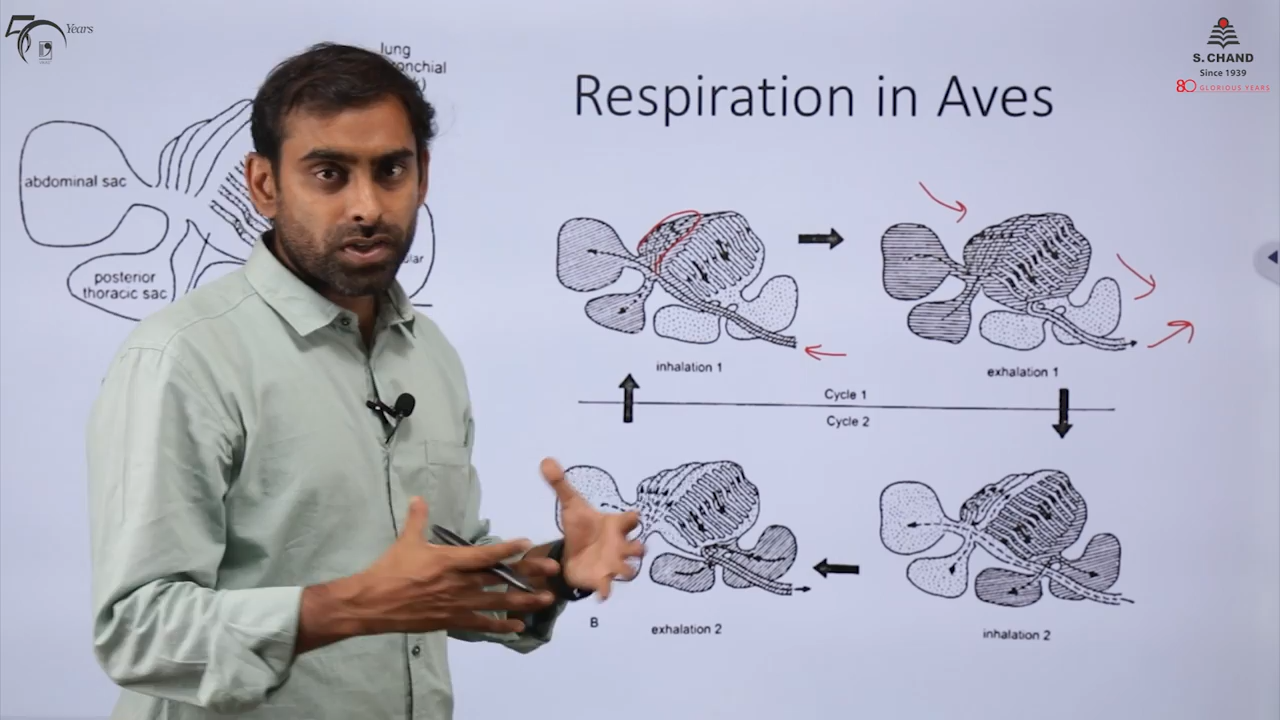 50 Years
S. CHAND
Since 1939
80 GLORIOUS YEARS
Respiration in Aves
lung
abdominal sac
posterior
thoracic sac
inhalation 1
exhalation 1
Cycle 1
Cycle 2
B
exhalation 2
inhalation 2